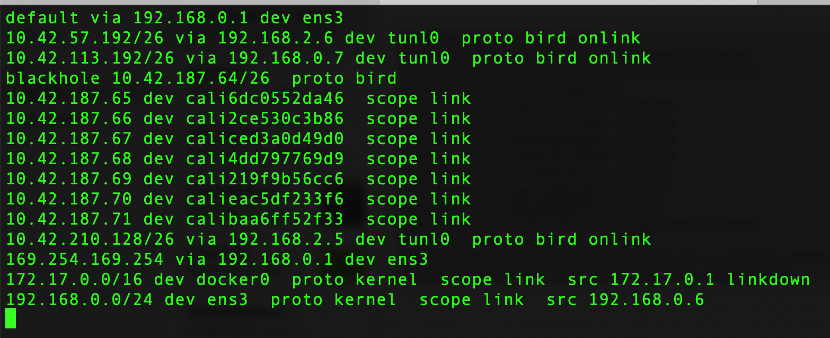 default via 192.168.0.1 dev ens3
10.42.57.192/26 via 192.168.2.6 dev tunl0  proto bird onlink
10.42.113.192/26 via 192.168.0.7 dev tunl0  proto bird onlink
blackhole 10.42.187.64/26  proto bird
10.42.187.65 dev cali6dc0552da46  scope link
10.42.187.66 dev cali2ce530c3b86  scope link
10.42.187.67 dev caliced3a0d49d0  scope link
10.42.187.68 dev cali4dd797769d9  scope link
10.42.187.69 dev cali219f9b56cc6  scope link
10.42.187.70 dev calieac5df233f6  scope link
10.42.187.71 dev calibaa6ff52f33  scope link
10.42.210.128/26 via 192.168.2.5 dev tunl0  proto bird onlink
169.254.169.254 via 192.168.0.1 dev ens3
172.17.0.0/16 dev docker0  proto kernel  scope link  src 172.17.0.1 linkdown
192.168.0.0/24 dev ens3  proto kernel  scope link  src 192.168.0.6